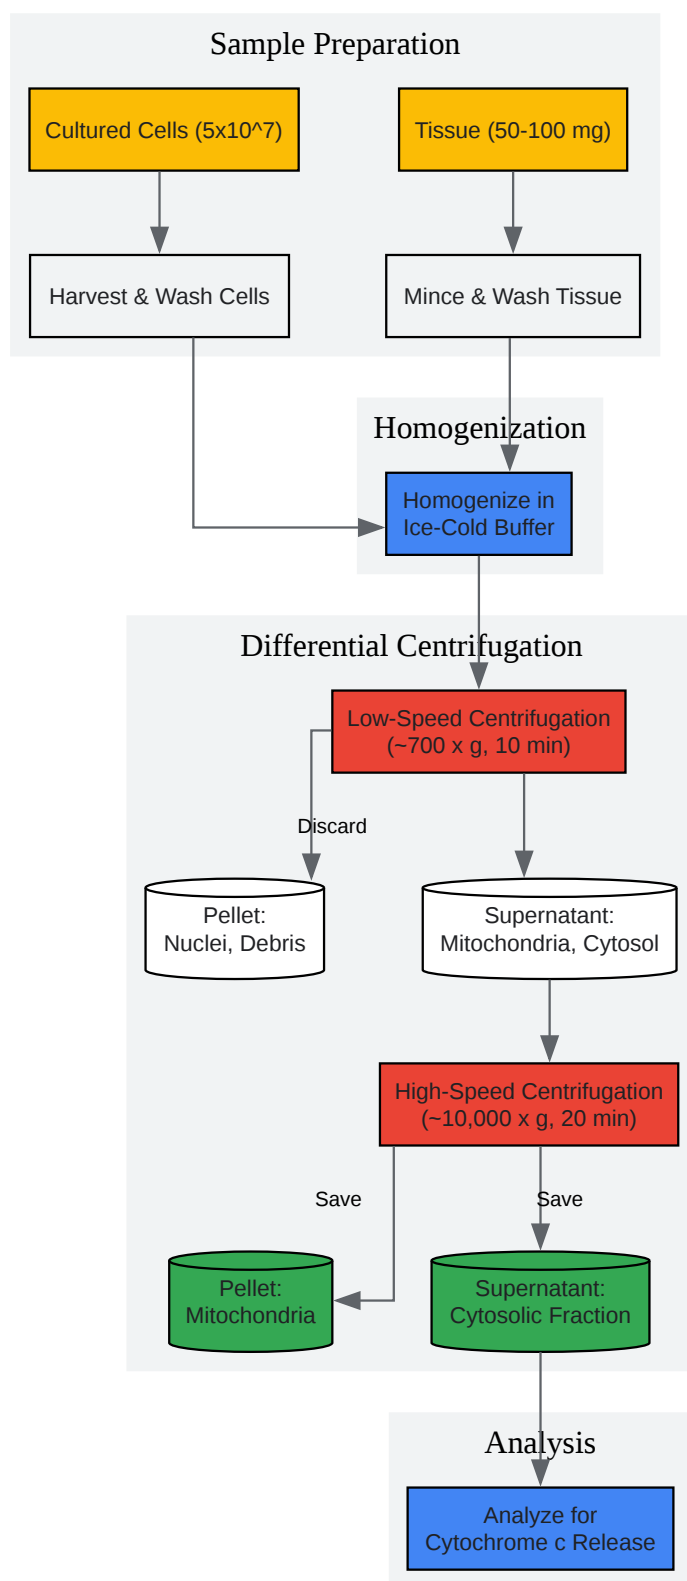 Sample Preparation
Cultured Cells (5x10^7)
Tissue (50-100 mg)
Harvest & Wash Cells
Mince & Wash Tissue
Homogenization
Homogenize in
Ice-Cold Buffer
Differential Centrifugation
Low-Speed Centrifugation
(~700 x g, 10 min)
Discard
Pellet:
Nuclei, Debris
Supernatant:
Mitochondria, Cytosol
High-Speed Centrifugation
(~10,000 x g, 20 min)
Save
Save
Pellet:
Mitochondria
Supernatant:
Cytosolic Fraction
Analysis
Analyze for
Cytochrome c Release